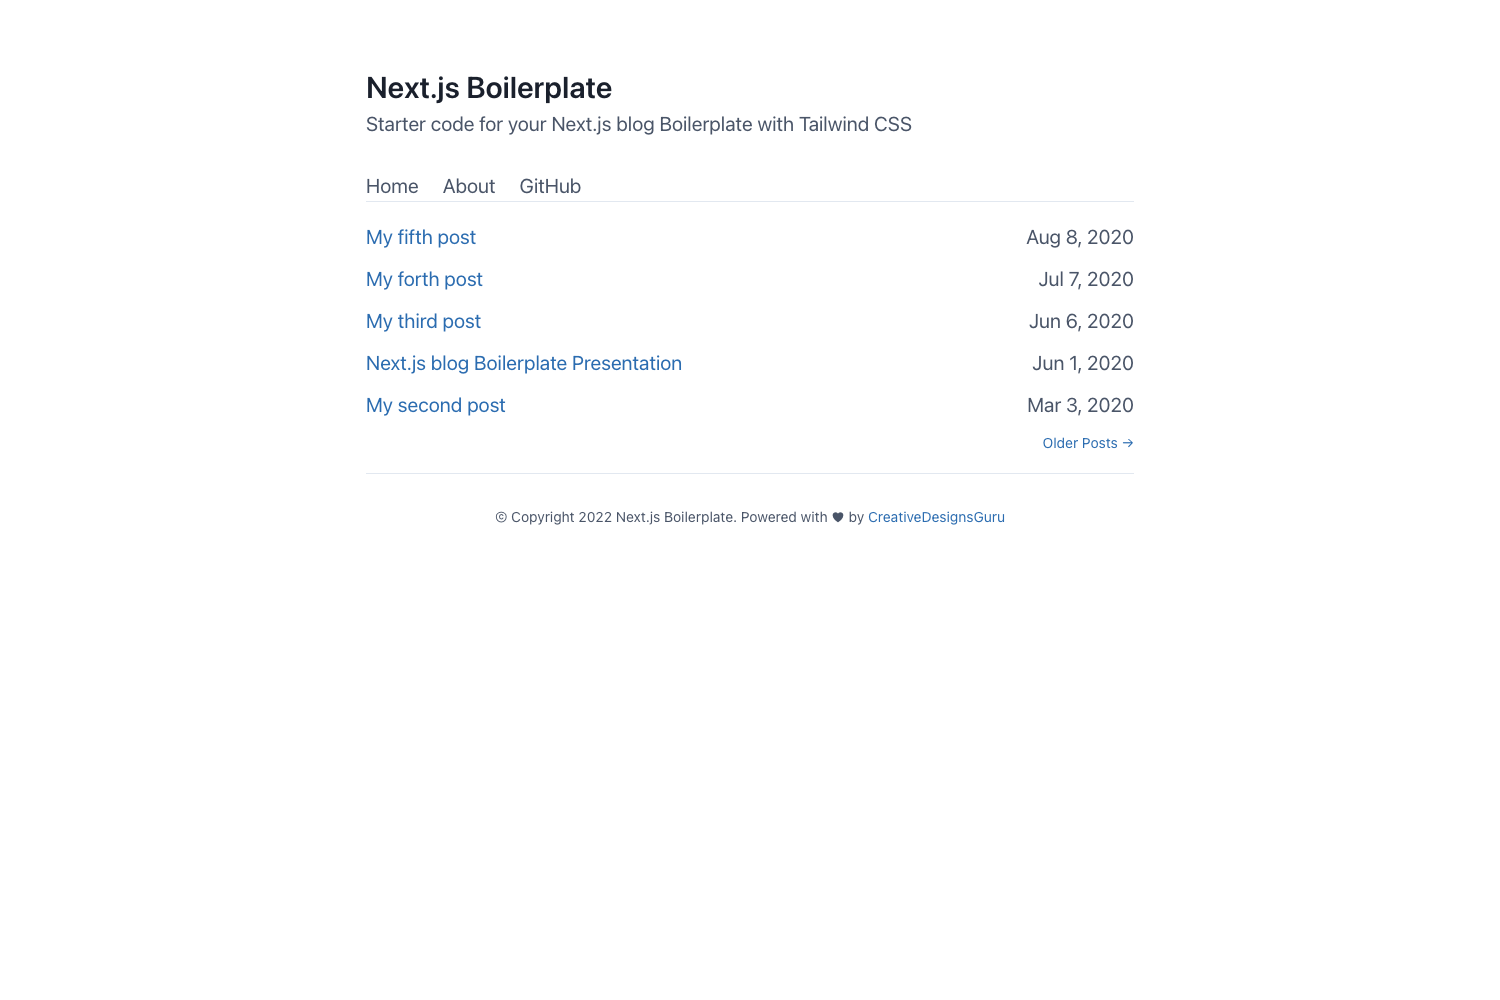 Next.js Boilerplate
Starter code for your Next.js blog Boilerplate with Tailwind CSS
Home About GitHub
My fifth post Aug 8, 2020
My forth post Jul 7, 2020
My third post Jun 6, 2020
Next.js blog Boilerplate Presentation Jun 1, 2020
My second post Mar 3, 2020
Older Posts →
© Copyright 2022 Next.js Boilerplate. Powered with ♥ by CreativeDesignsGuru